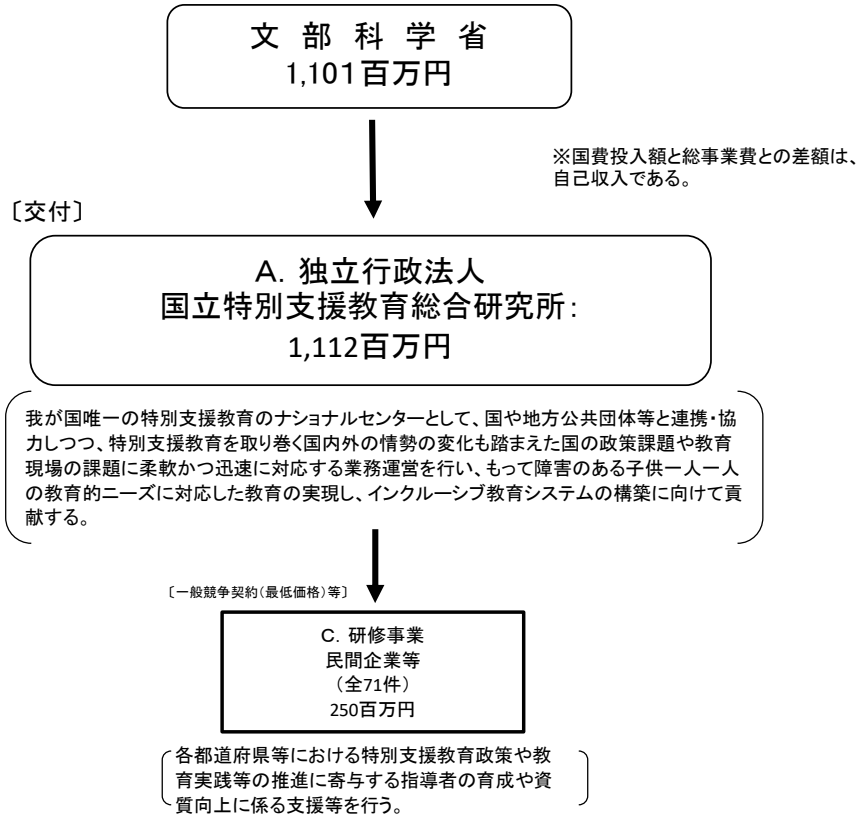 文部科学省
1,101百万円
※国費投入額と総事業費との差額は、
自己収入である。
〔交付〕
A．独立行政法人
国立特別支援教育総合研究所：
1,112百万円
我が国唯一の特別支援教育のナショナルセンターとして、国や地方公共団体等と連携・協
力しつつ、特別支援教育を取り巻く国内外の情勢の変化も踏まえた国の政策課題や教育
現場の課題に柔軟かつ迅速に対応する業務運営を行い、もって障害のある子供一人一人
の教育的ニーズに対応した教育の実現し、インクルーシブ教育システムの構築に向けて貢
献する。
〔一般競争契約（最低価格）等〕
C．研修事業
民間企業等
（全71件）
250百万円
各都道府県等における特別支援教育政策や教
育実践等の推進に寄与する指導者の育成や資
質向上に係る支援等を行う。